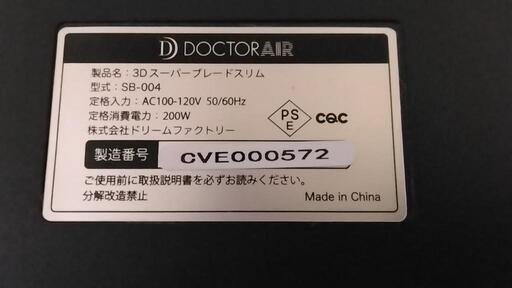 DOCTORAIR
製品名：3Dスーパーブレードスリム
型式：SB-004
定格入力：AC100-120V 50/60Hz
定格消費電力：200W
株式会社ドリームファクトリー
PS
E
CQC
製造番号 CVE000572
ご使用前に取扱説明書を必ずお読みください。
分解改造禁止
Made in China